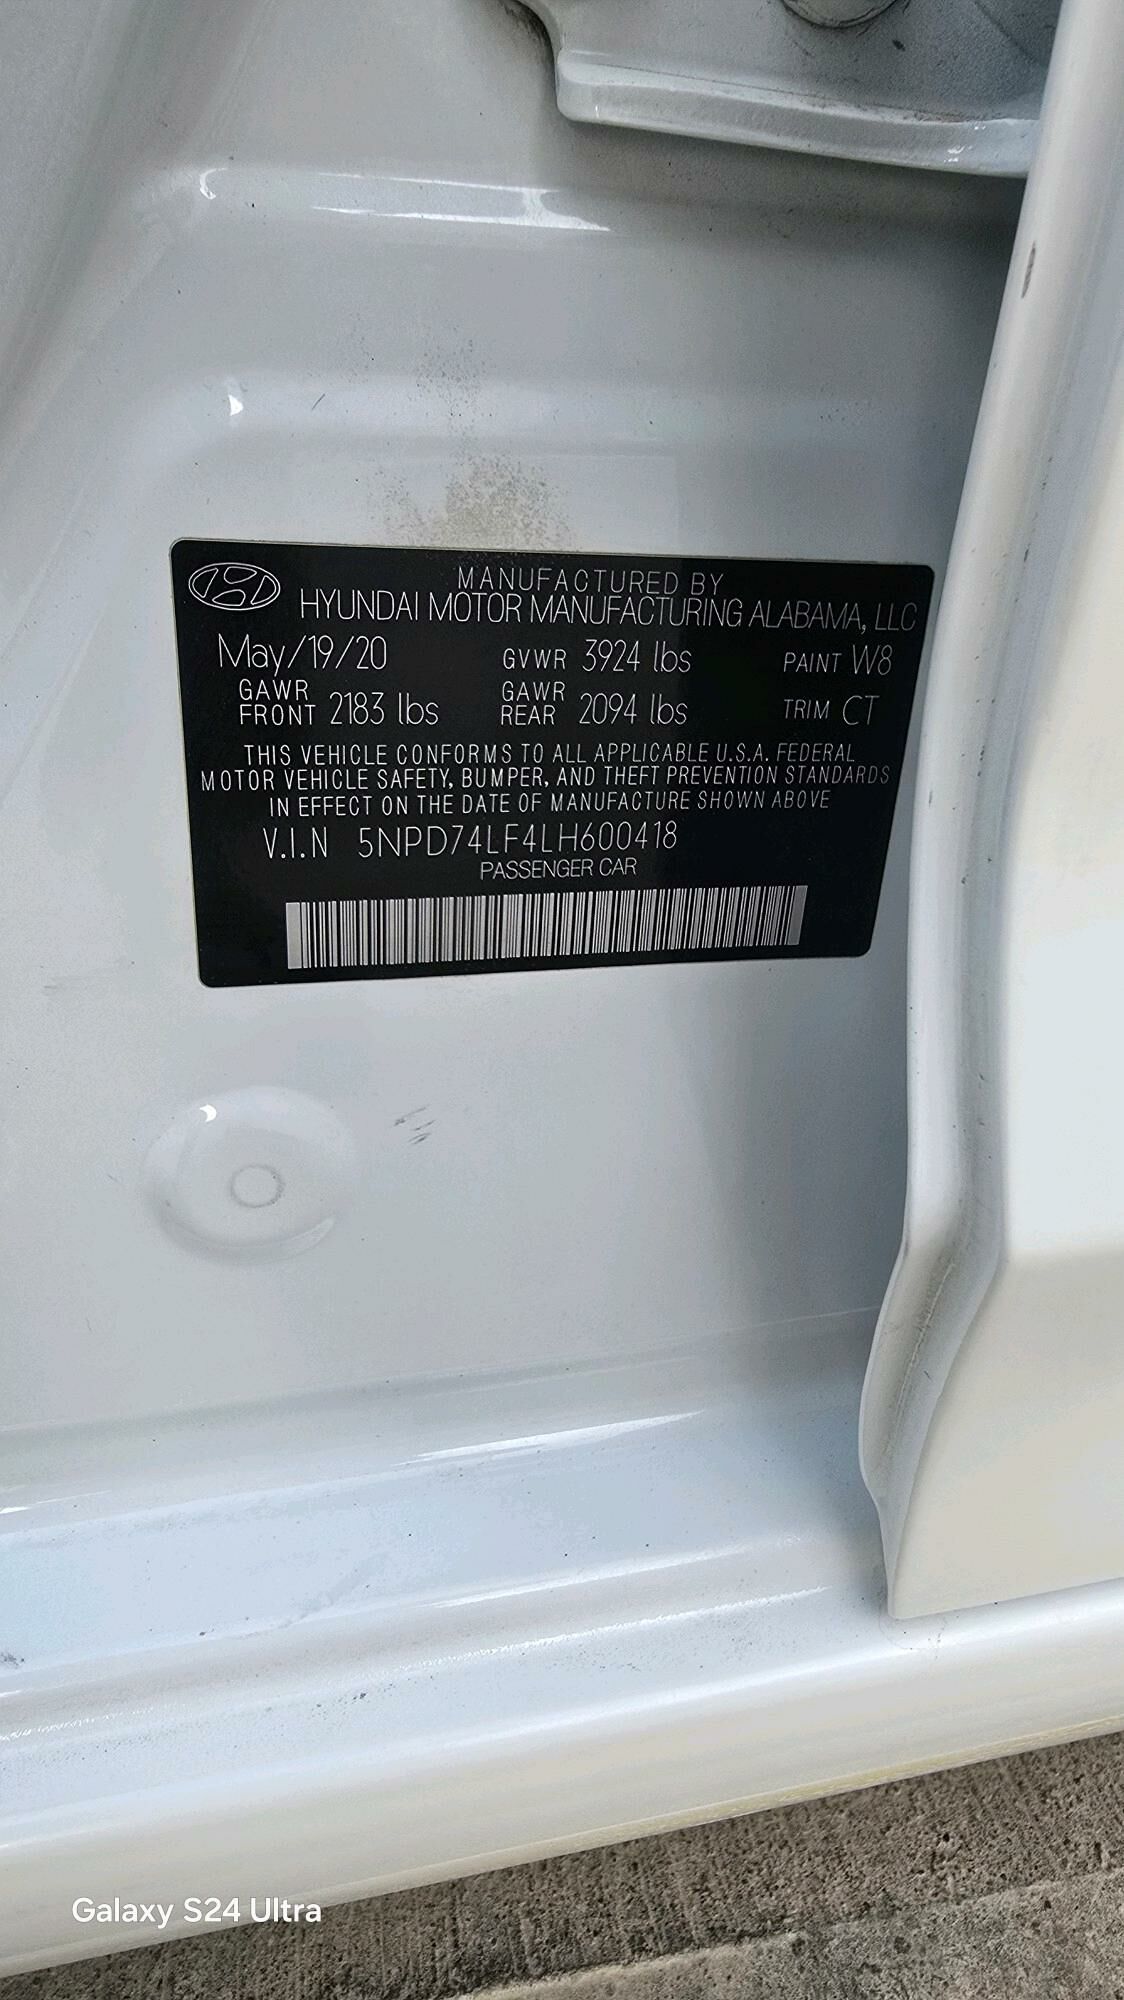 MANUFACTURED BY
HYUNDAI MOTOR MANUFACTURING ALABAMA, LLC
May/19/20 GVWR 3924 lbs PAINT W8
GAWR FRONT 2183 lbs GAWR REAR 2094 lbs TRIM CT
THIS VEHICLE CONFORMS TO ALL APPLICABLE U.S.A. FEDERAL
MOTOR VEHICLE SAFETY, BUMPER, AND THEFT PREVENTION STANDARDS
IN EFFECT ON THE DATE OF MANUFACTURE SHOWN ABOVE
V.I.N 5NPD74LF4LH600418
PASSENGER CAR
Galaxy S24 Ultra